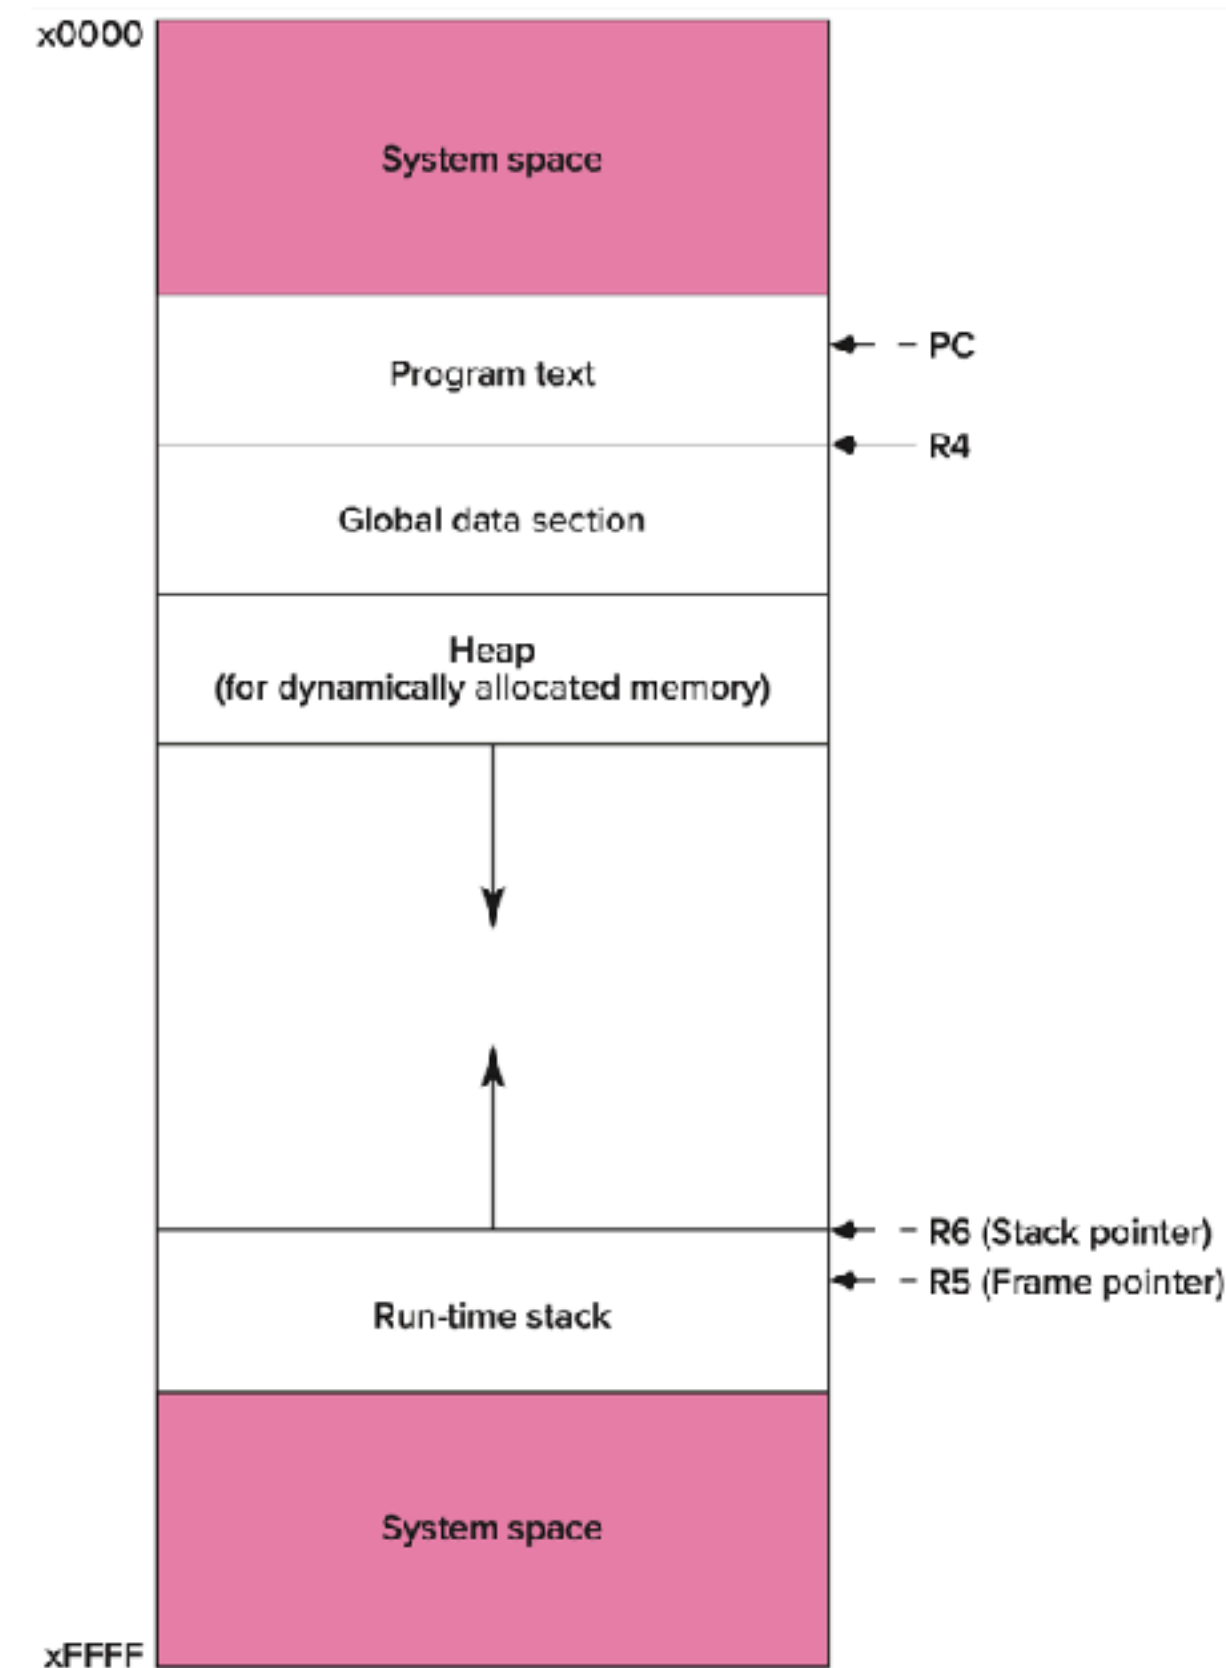 x0000
System space
PC
Program text
R4
Global data section
Heap
(for dynamically allocated memory)
R6 (Stack pointer)
R5 (Frame pointer)
Run-time stack
System space
xFFFF